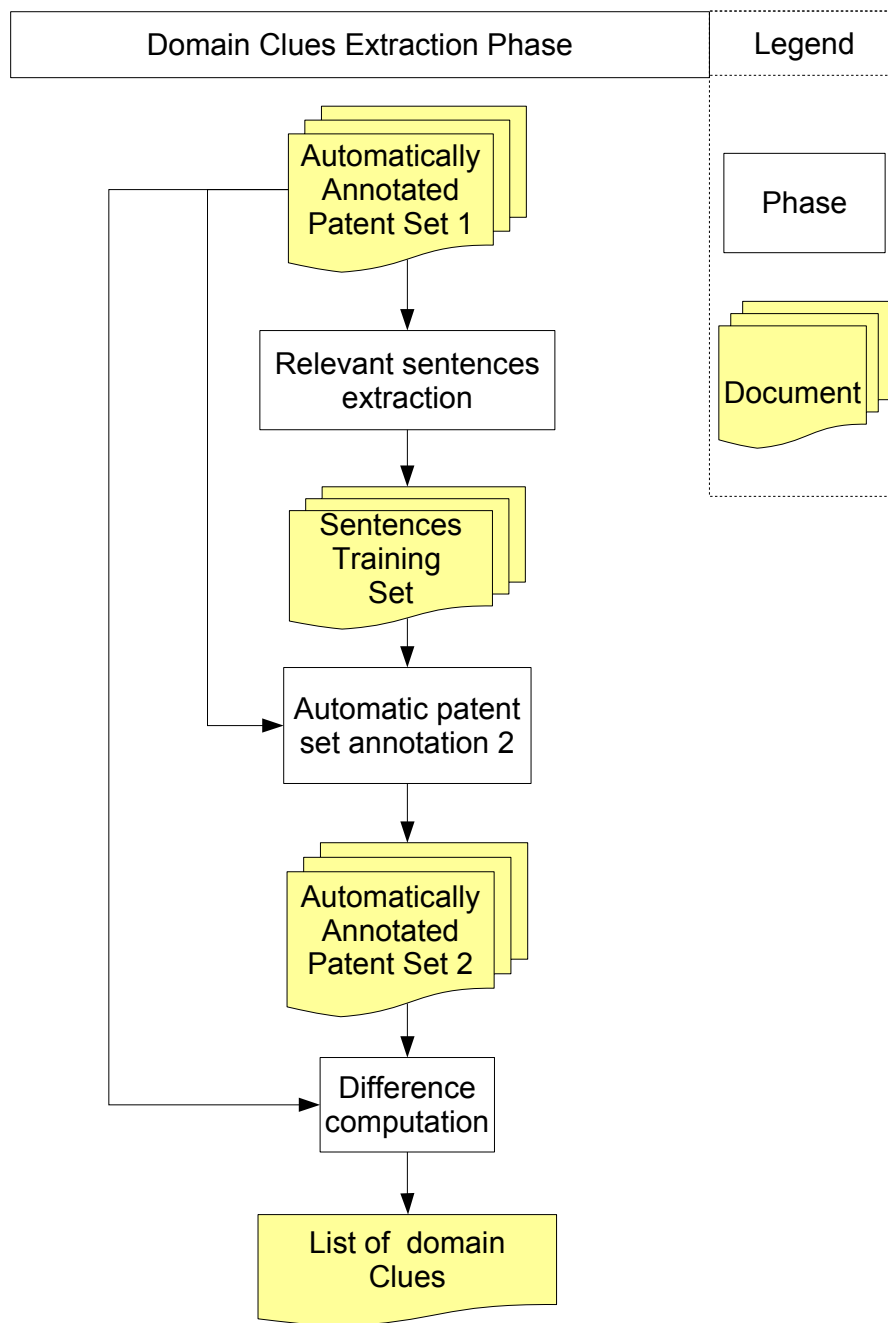 Domain Clues Extraction Phase
Legend
Automatically
Annotated
Patent Set 1
Phase
Relevant sentences
extraction
Document
Sentences
Training
Set
Automatic patent
set annotation 2
Automatically
Annotated
Patent Set 2
Difference
computation
List of domain
Clues